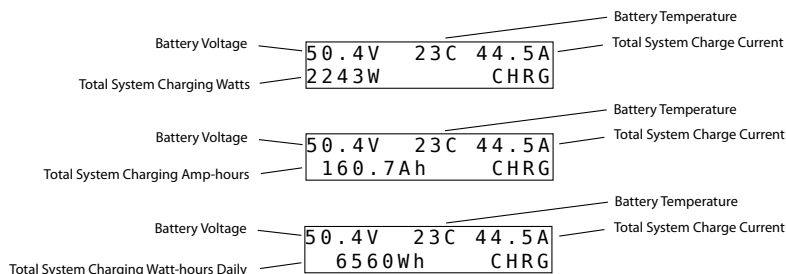 Battery Temperature
Battery Voltage
50.4V 23C 44.5A
Total System Charge Current
Total System Charging Watts
2243W CHRG
Battery Temperature
Battery Voltage
50.4V 23C 44.5A
Total System Charge Current
Total System Charging Amp-hours
160.7Ah CHRG
Battery Temperature
Battery Voltage
50.4V 23C 44.5A
Total System Charge Current
Total System Charging Watt-hours Daily
6560Wh CHRG